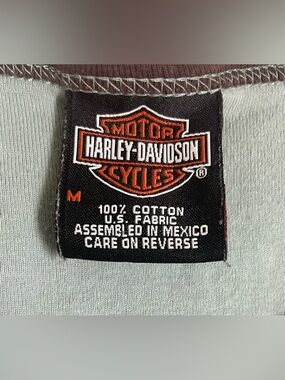 MOTOR
HARLEY-DAVIDSON
CYCLES ®
M
100% COTTON
U.S. FABRIC
ASSEMBLED IN MEXICO
CARE ON REVERSE